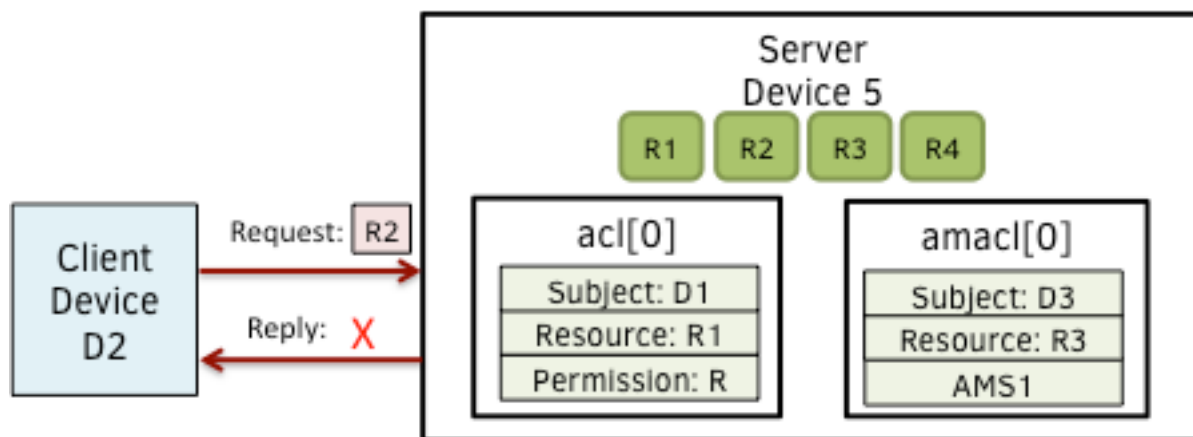 Server
Device 5
R1 R2 R3 R4
Client
Device
D2
Request: R2
Reply: X
acl[0]
Subject: D1
Resource: R1
Permission: R
amacl[0]
Subject: D3
Resource: R3
AMS1